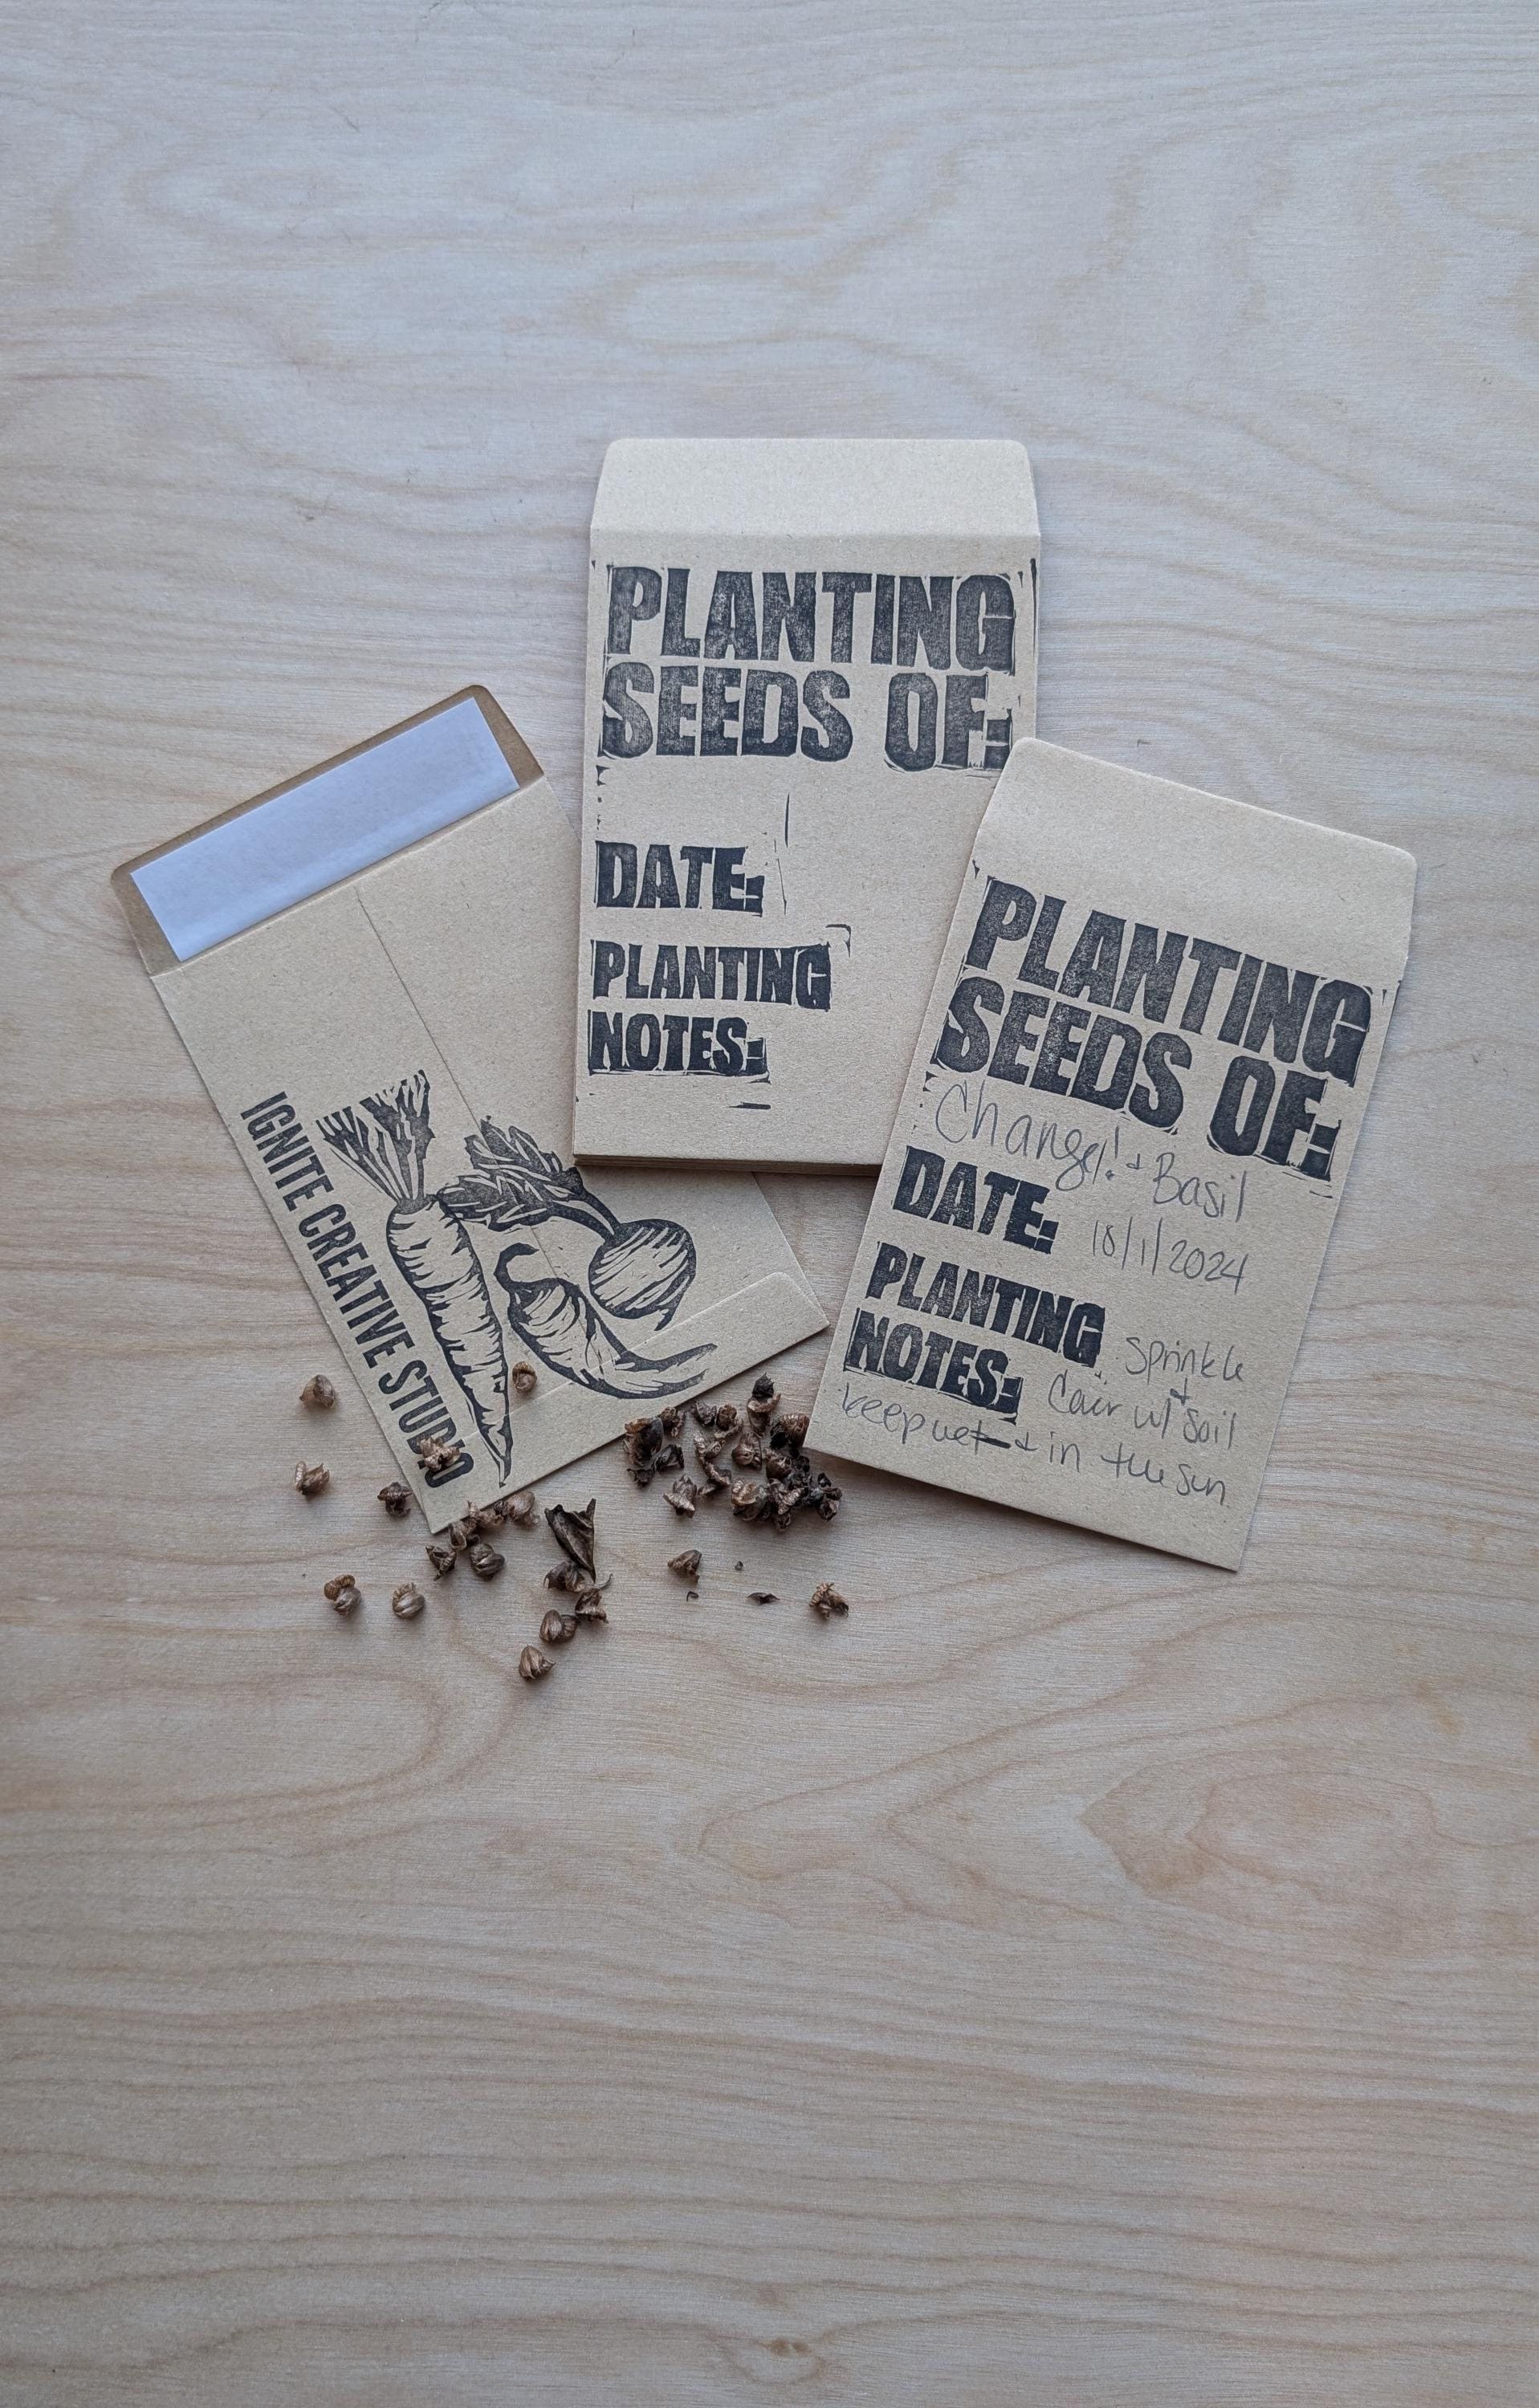 IGNITE CREATIVE STUDIO
PLANTING
SEEDS OF:
DATE:
PLANTING
NOTES:
PLANTING
SEEDS OF:
Change! & Basil
DATE: 10/1/2024
PLANTING
NOTES: Sprinkle
& w/ soil
keep wet & in the sun